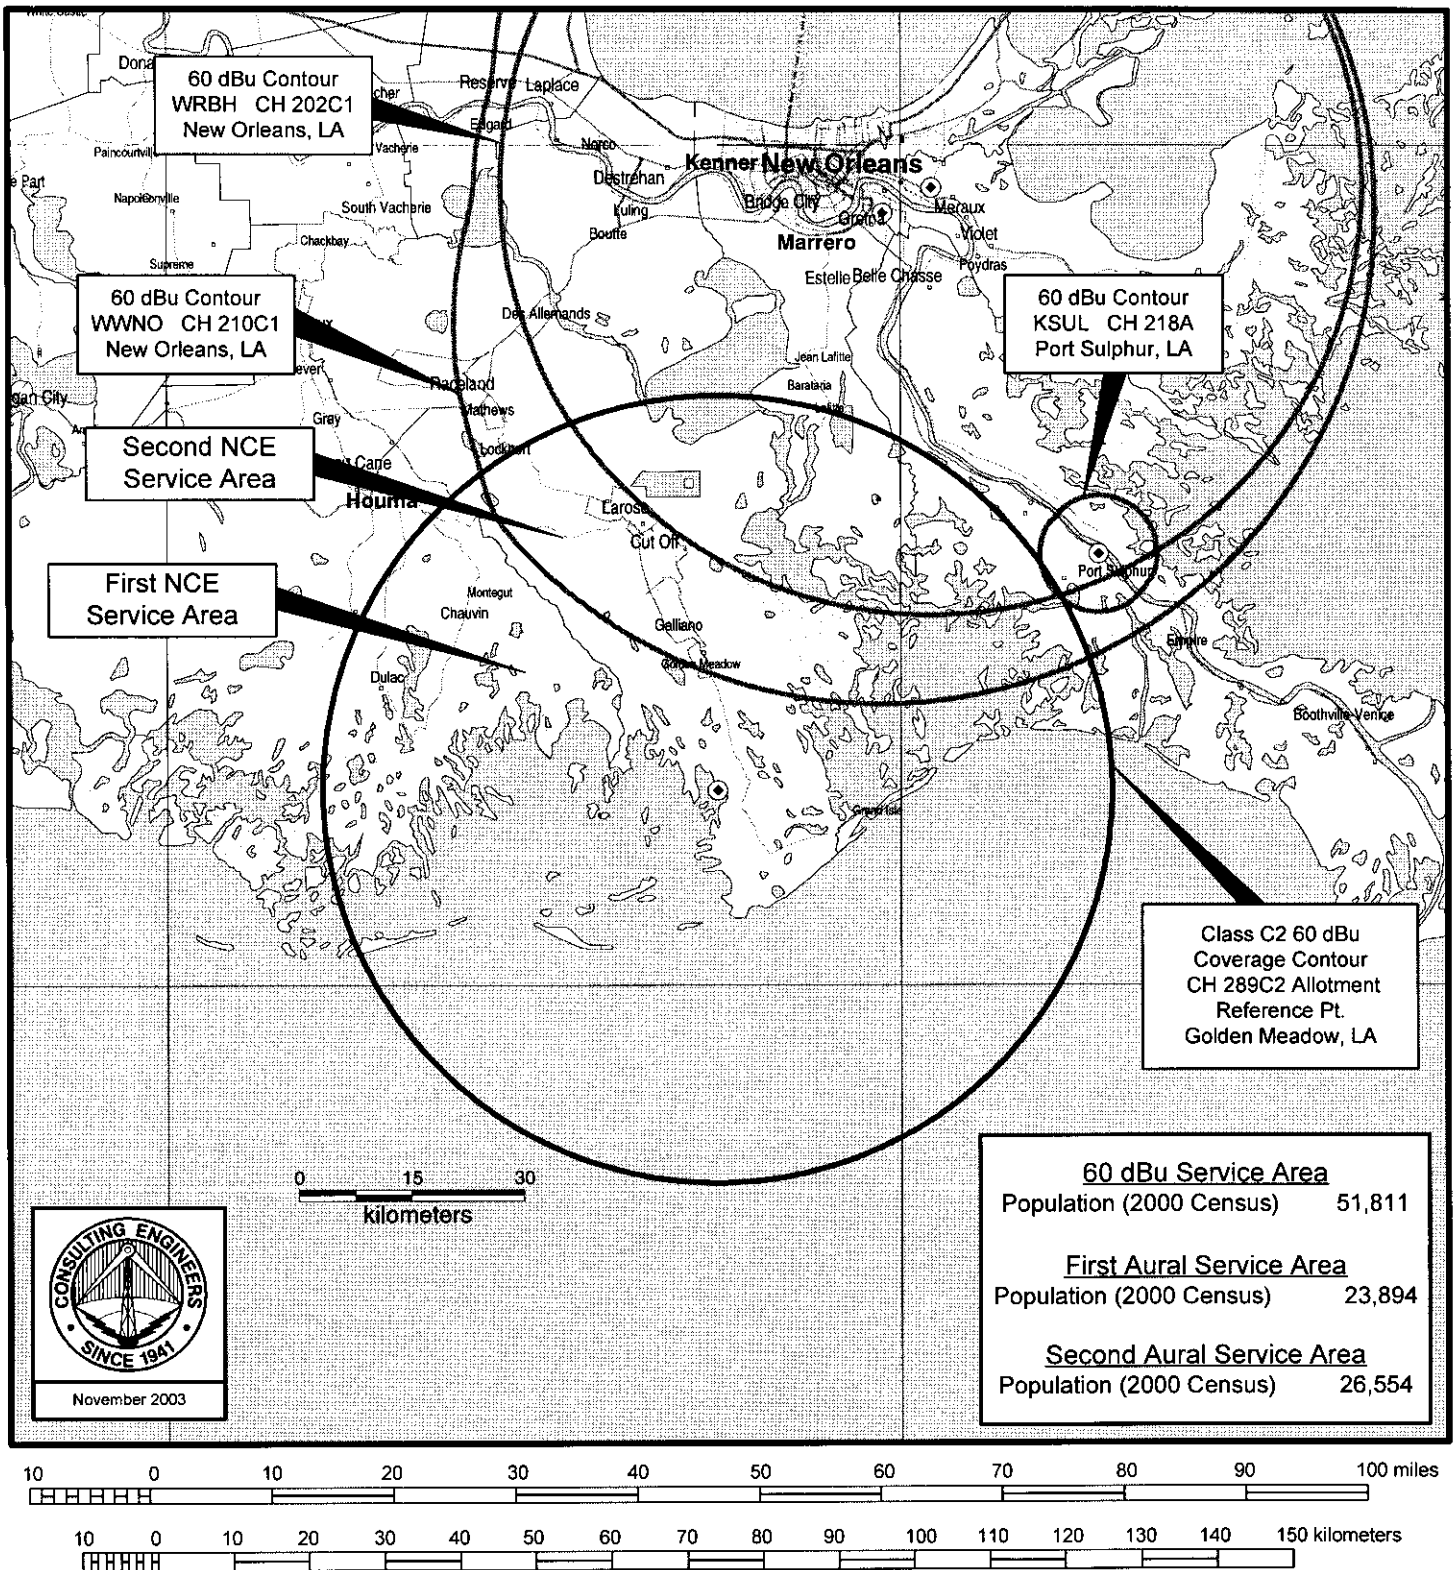 Dona
60 dBu Contour
WRBH CH 202C1
New Orleans, LA
cher
Reserve
Laplace
Edgard
Paincourtville
Vacherie
Norco
Kenner
New Orleans
e Part
Napoleonville
South Vacherie
Destrehan
Luling
Bridge City
Gretna
Meraux
Chackbay
Boutte
Marrero
Violet
Supreme
Estelle
Belle Chasse
Poydras
60 dBu Contour
WWNO CH 210C1
New Orleans, LA
60 dBu Contour
KSUL CH 218A
Port Sulphur, LA
Des Allemands
Jean Lafitte
ever
Raceland
Barataria
gan City
Mathews
Lafitte
Gray
Second NCE
Service Area
Lockport
Carre
Houma
Larose
Cut Off
First NCE
Service Area
Port Sulphur
Montegut
Chauvin
Galliano
Empire
Golden Meadow
Dulac
Boothville-Venice
Grand Isle
Class C2 60 dBu
Coverage Contour
CH 289C2 Allotment
Reference Pt.
Golden Meadow, LA
0 15 30
kilometers
60 dBu Service Area
Population (2000 Census) 51,811
First Aural Service Area
Population (2000 Census) 23,894
Second Aural Service Area
Population (2000 Census) 26,554
CONSULTING ENGINEERS
• SINCE 1941 •
November 2003
10 0 10 20 30 40 50 60 70 80 90 100 miles
10 0 10 20 30 40 50 60 70 80 90 100 110 120 130 140 150 kilometers